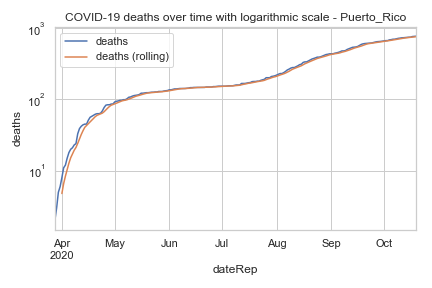 COVID-19 deaths over time with logarithmic scale - Puerto_Rico
10³
deaths
deaths (rolling)
10²
10¹
deaths
Apr
2020
May
Jun
Jul
Aug
Sep
Oct
dateRep